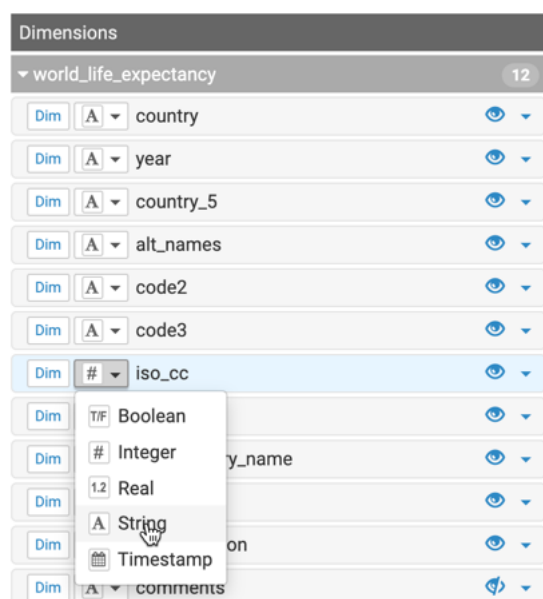 Dimensions
world_life_expectancy 12
Dim A country
Dim A year
Dim A country_5
Dim A alt_names
Dim A code2
Dim A code3
Dim # iso_cc
Dim T/F Boolean
Dim # Integer ry_name
Dim 1.2 Real
A String
Dim on
Timestamp
Dim A comments